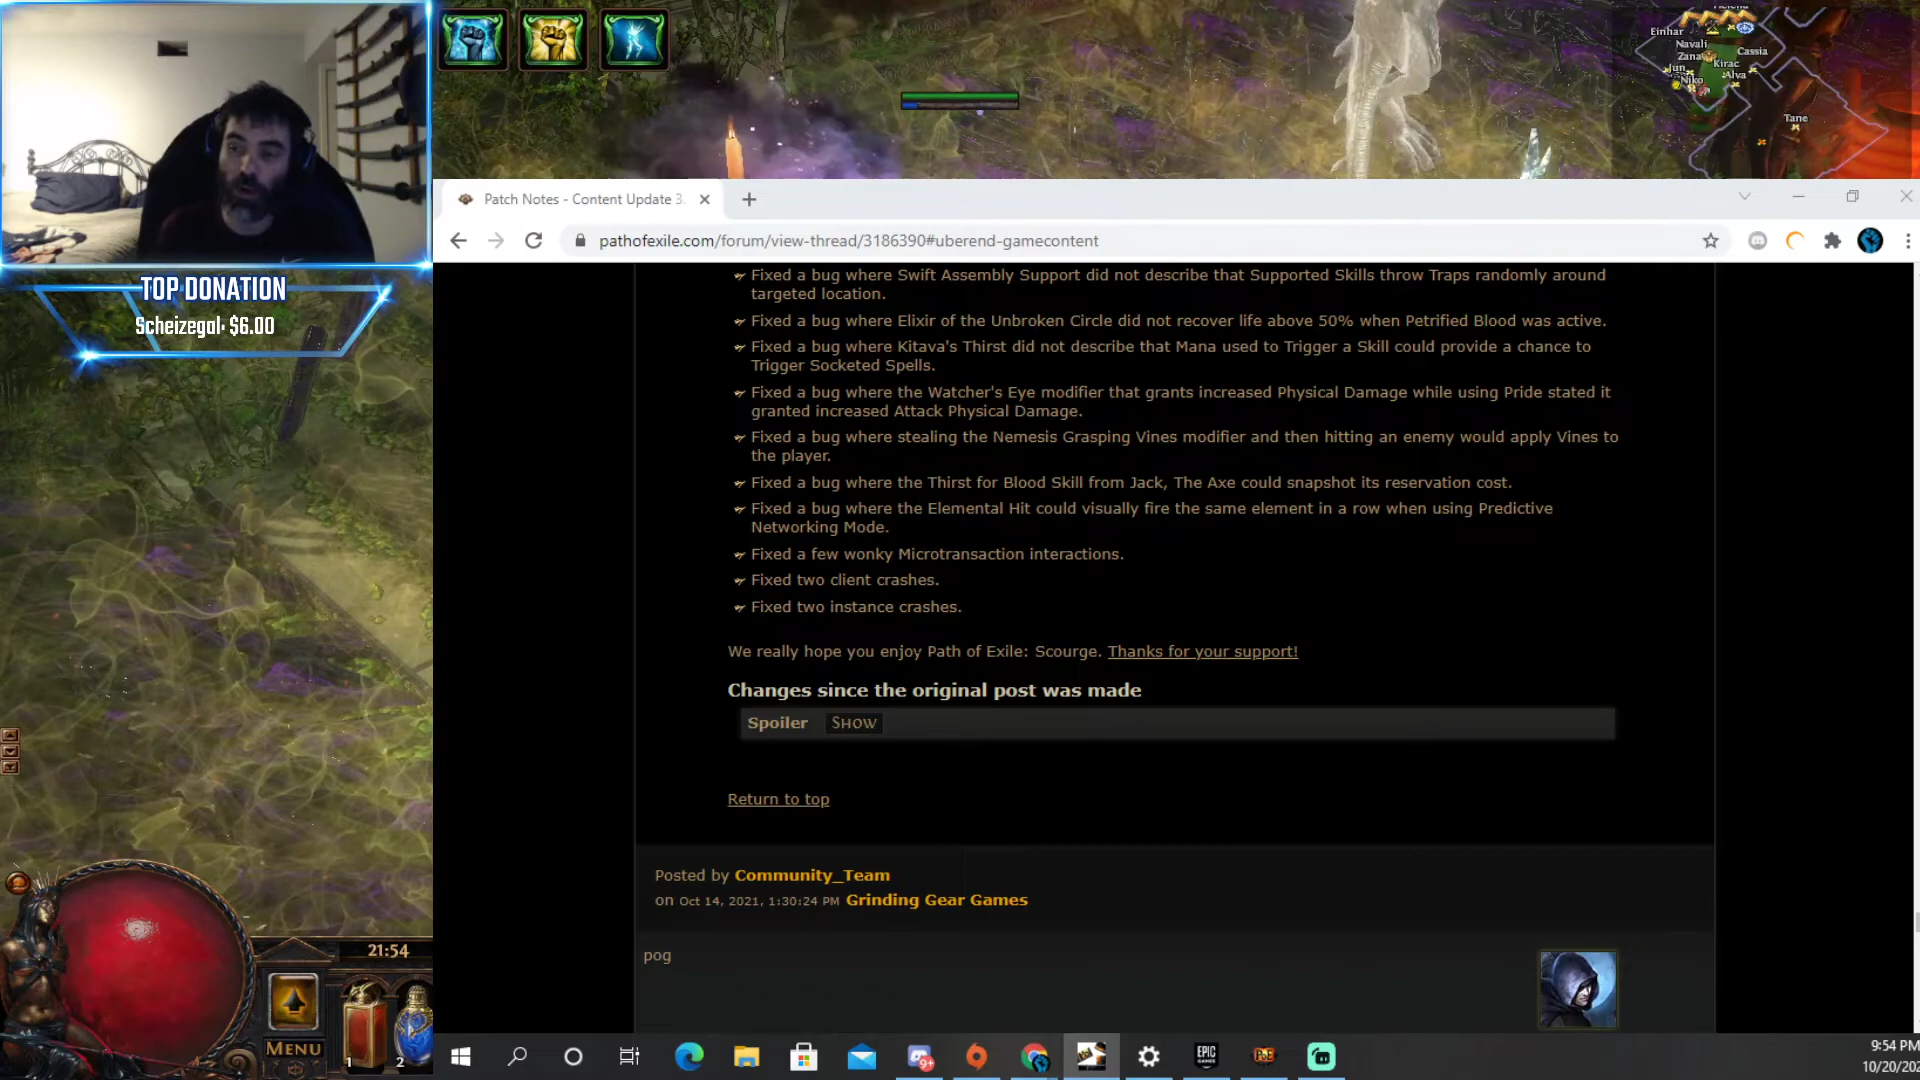 Patch Notes - Content Update 3.
pathofexile.com/forum/view-thread/3186390#uberend-gamecontent
Helena
Einhar
Navali
Zana
Cassia
Jun
Kirac
Niko
Alva
Tane
TOP DONATION
Scheizegal: $6.00
Fixed a bug where Swift Assembly Support did not describe that Supported Skills throw Traps randomly around
targeted location.
Fixed a bug where Elixir of the Unbroken Circle did not recover life above 50% when Petrified Blood was active.
Fixed a bug where Kitava's Thirst did not describe that Mana used to Trigger a Skill could provide a chance to
Trigger Socketed Spells.
Fixed a bug where the Watcher's Eye modifier that grants increased Physical Damage while using Pride stated it
granted increased Attack Physical Damage.
Fixed a bug where stealing the Nemesis Grasping Vines modifier and then hitting an enemy would apply Vines to
the player.
Fixed a bug where the Thirst for Blood Skill from Jack, The Axe could snapshot its reservation cost.
Fixed a bug where the Elemental Hit could visually fire the same element in a row when using Predictive
Networking Mode.
Fixed a few wonky Microtransaction interactions.
Fixed two client crashes.
Fixed two instance crashes.
We really hope you enjoy Path of Exile: Scourge. Thanks for your support!
Changes since the original post was made
Spoiler SHOW
Return to top
Posted by Community_Team
on Oct 14, 2021, 1:30:24 PM Grinding Gear Games
pog
21:54
MENU
1
2
9+
EPIC
GAMES
PoE
9:54 PM
10/20/202